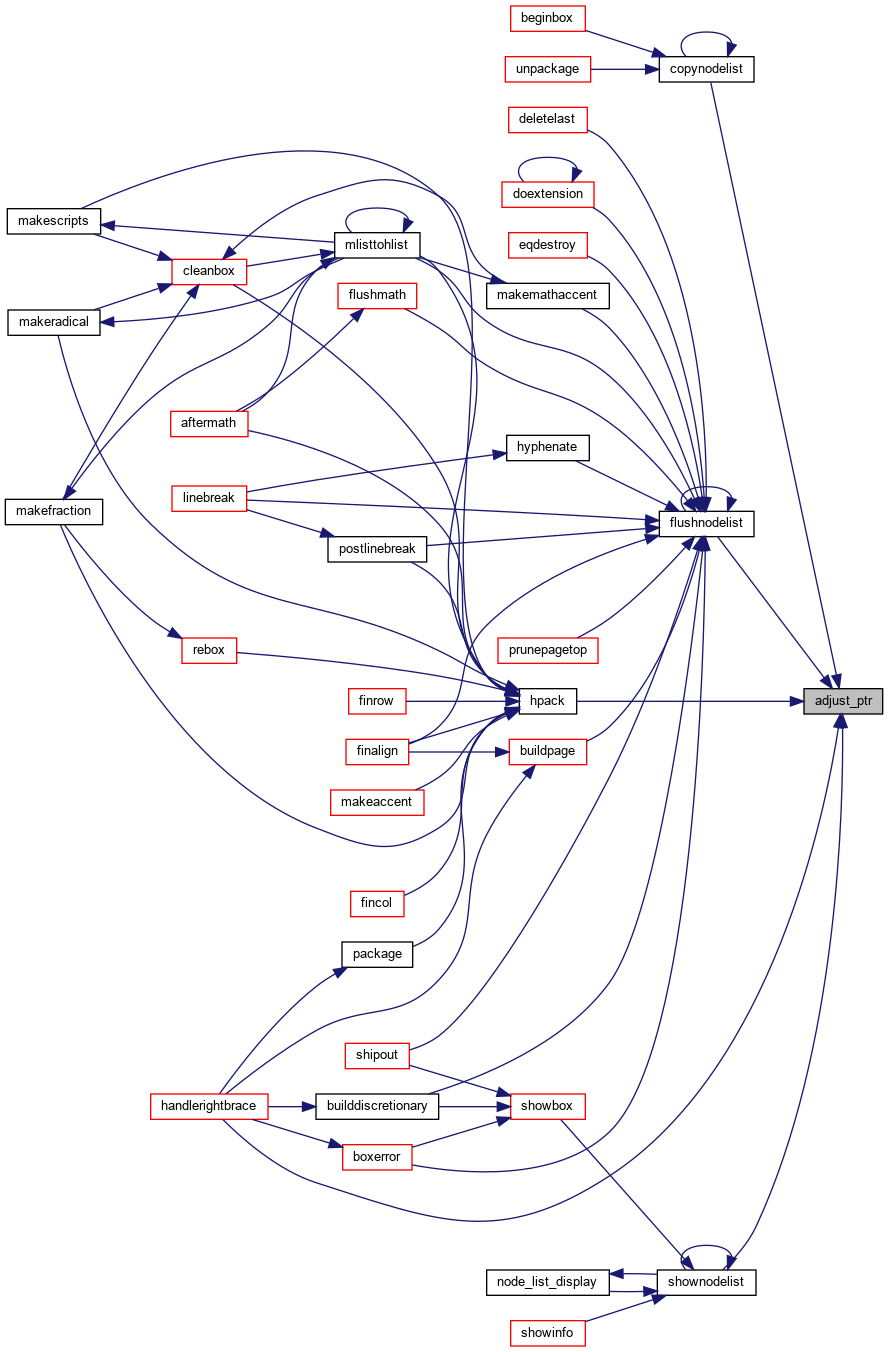 beginbox
unpackage
copynodelist
deletelast
doextension
makescripts
mlisttohlist
eqdestroy
cleanbox
flushmath
makemathaccent
makeradical
aftermath
hyphenate
linebreak
makefraction
flushnodelist
postlinebreak
rebox
prunepagetop
finrow
hpack
adjust_ptr
finalign
buildpage
makeaccent
fincol
package
shipout
handlerightbrace
builddiscretionary
showbox
boxerror
node_list_display
shownodelist
showinfo